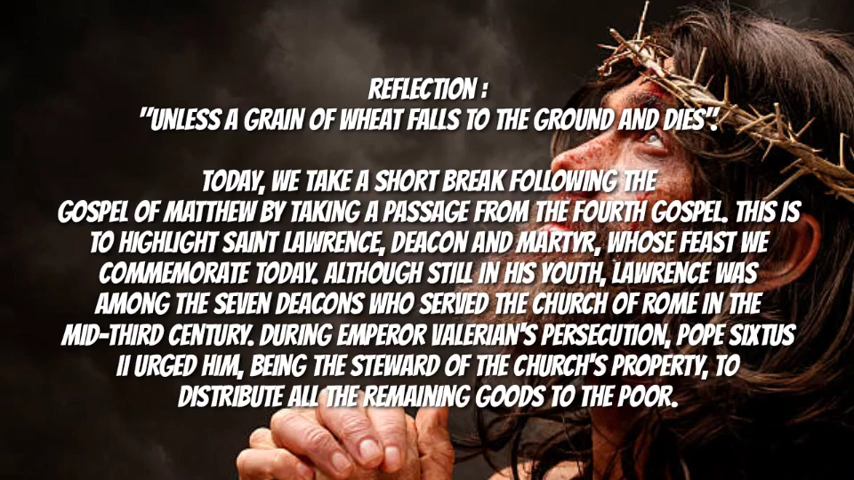 REFLECTION :
"UNLESS A GRAIN OF WHEAT FALLS TO THE GROUND AND DIES".
TODAY, WE TAKE A SHORT BREAK FOLLOWING THE
GOSPEL OF MATTHEW BY TAKING A PASSAGE FROM THE FOURTH GOSPEL. THIS IS
TO HIGHLIGHT SAINT LAWRENCE, DEACON AND MARTYR, WHOSE FEAST WE
COMMEMORATE TODAY. ALTHOUGH STILL IN HIS YOUTH, LAWRENCE WAS
AMONG THE SEVEN DEACONS WHO SERVED THE CHURCH OF ROME IN THE
MID-THIRD CENTURY. DURING EMPEROR VALERIAN'S PERSECUTION, POPE SIXTUS
II URGED HIM, BEING THE STEWARD OF THE CHURCH'S PROPERTY, TO
DISTRIBUTE ALL THE REMAINING GOODS TO THE POOR.